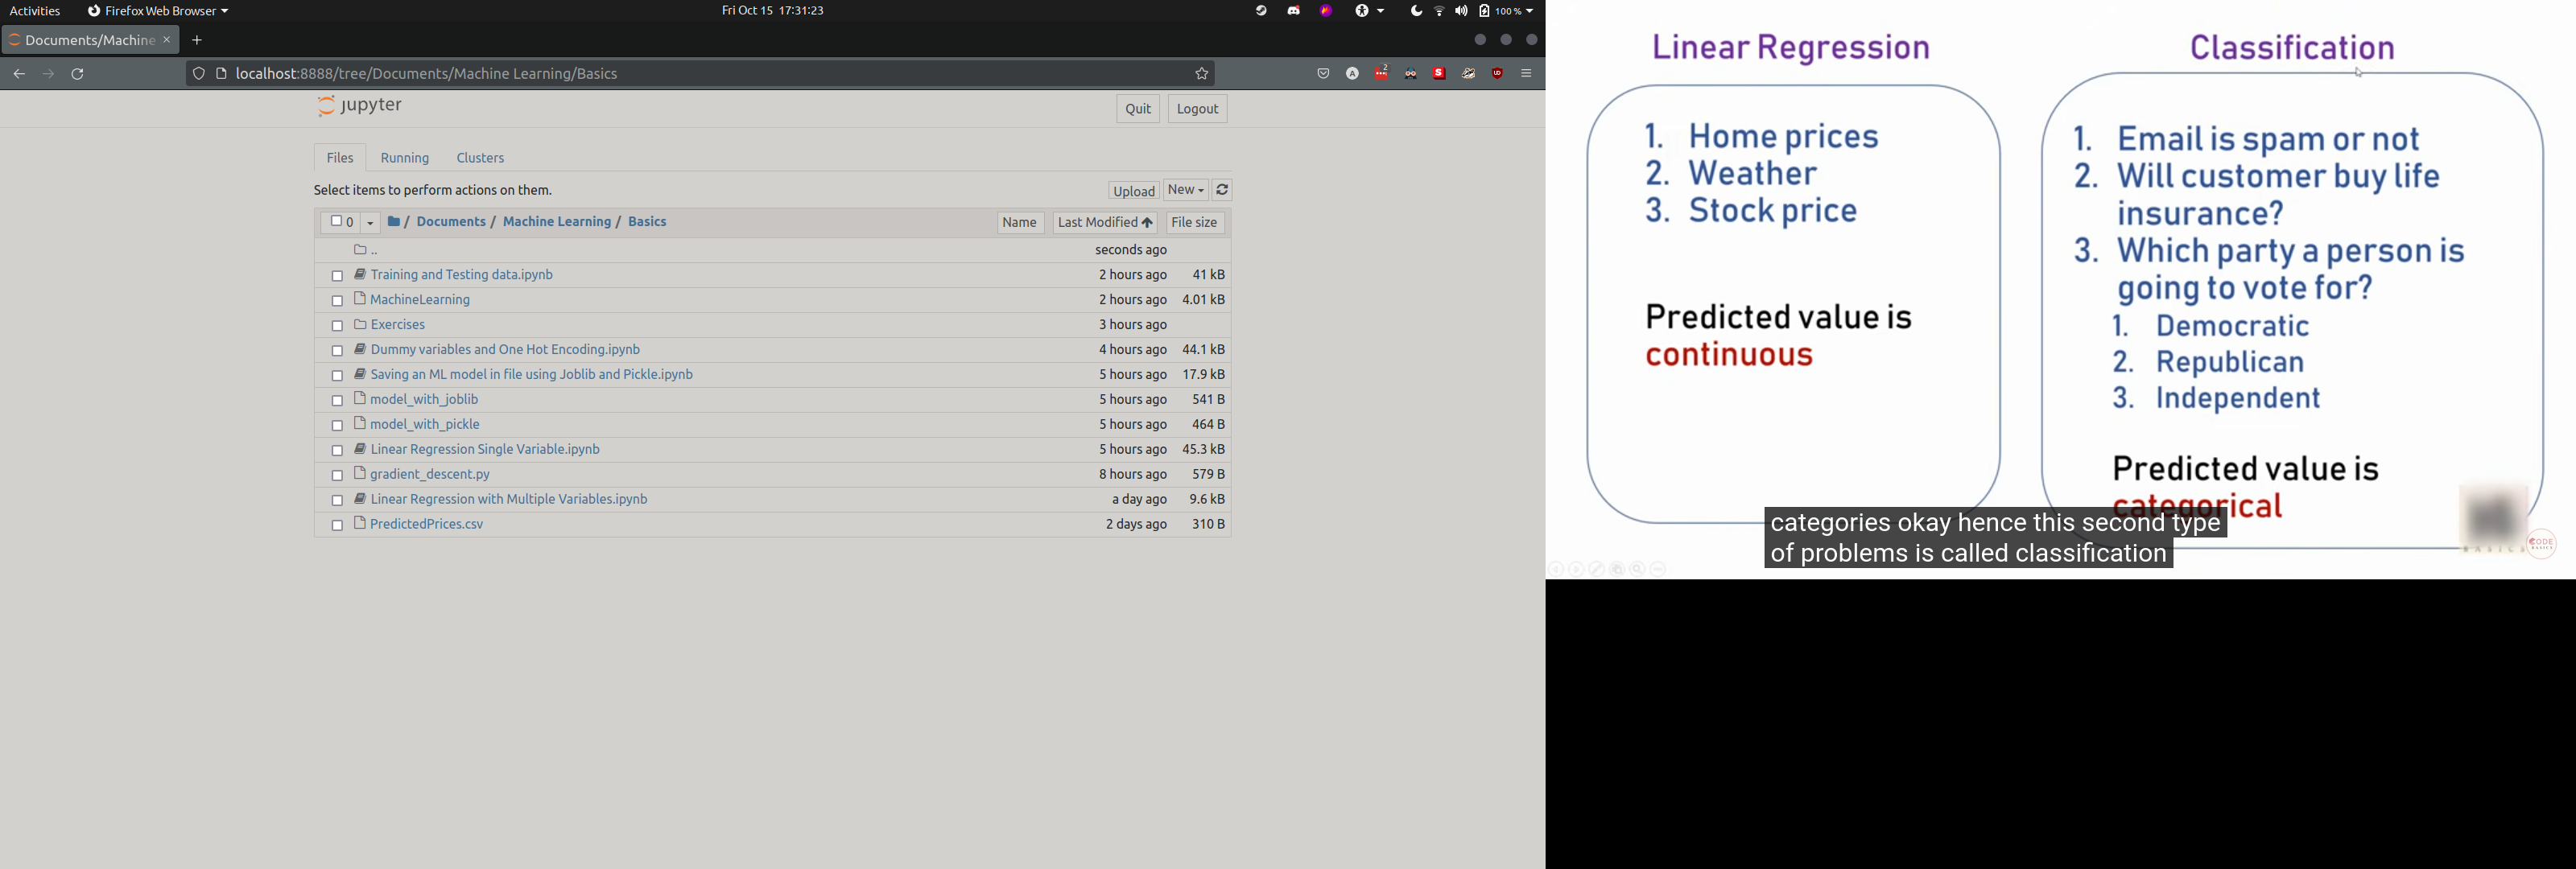 Activities Firefox Web Browser Fri Oct 15 17:31:23 100 %
Documents/Machine
localhost:8888/tree/Documents/Machine Learning/Basics
jupyter
Quit Logout
Files Running Clusters
Select items to perform actions on them.
Upload New
0 / Documents / Machine Learning / Basics Name Last Modified File size
.. seconds ago
Training and Testing data.ipynb 2 hours ago 41 kB
MachineLearning 2 hours ago 4.01 kB
Exercises 3 hours ago
Dummy variables and One Hot Encoding.ipynb 4 hours ago 44.1 kB
Saving an ML model in file using Joblib and Pickle.ipynb 5 hours ago 17.9 kB
model_with_joblib 5 hours ago 541 B
model_with_pickle 5 hours ago 464 B
Linear Regression Single Variable.ipynb 5 hours ago 45.3 kB
gradient_descent.py 8 hours ago 579 B
Linear Regression with Multiple Variables.ipynb a day ago 9.6 kB
PredictedPrices.csv 2 days ago 310 B
Linear Regression
1. Home prices
2. Weather
3. Stock price
Predicted value is
continuous
Classification
1. Email is spam or not
2. Will customer buy life
insurance?
3. Which party a person is
going to vote for?
1. Democratic
2. Republican
3. Independent
Predicted value is
categorical
categories okay hence this second type
of problems is called classification
CODE
BASICS